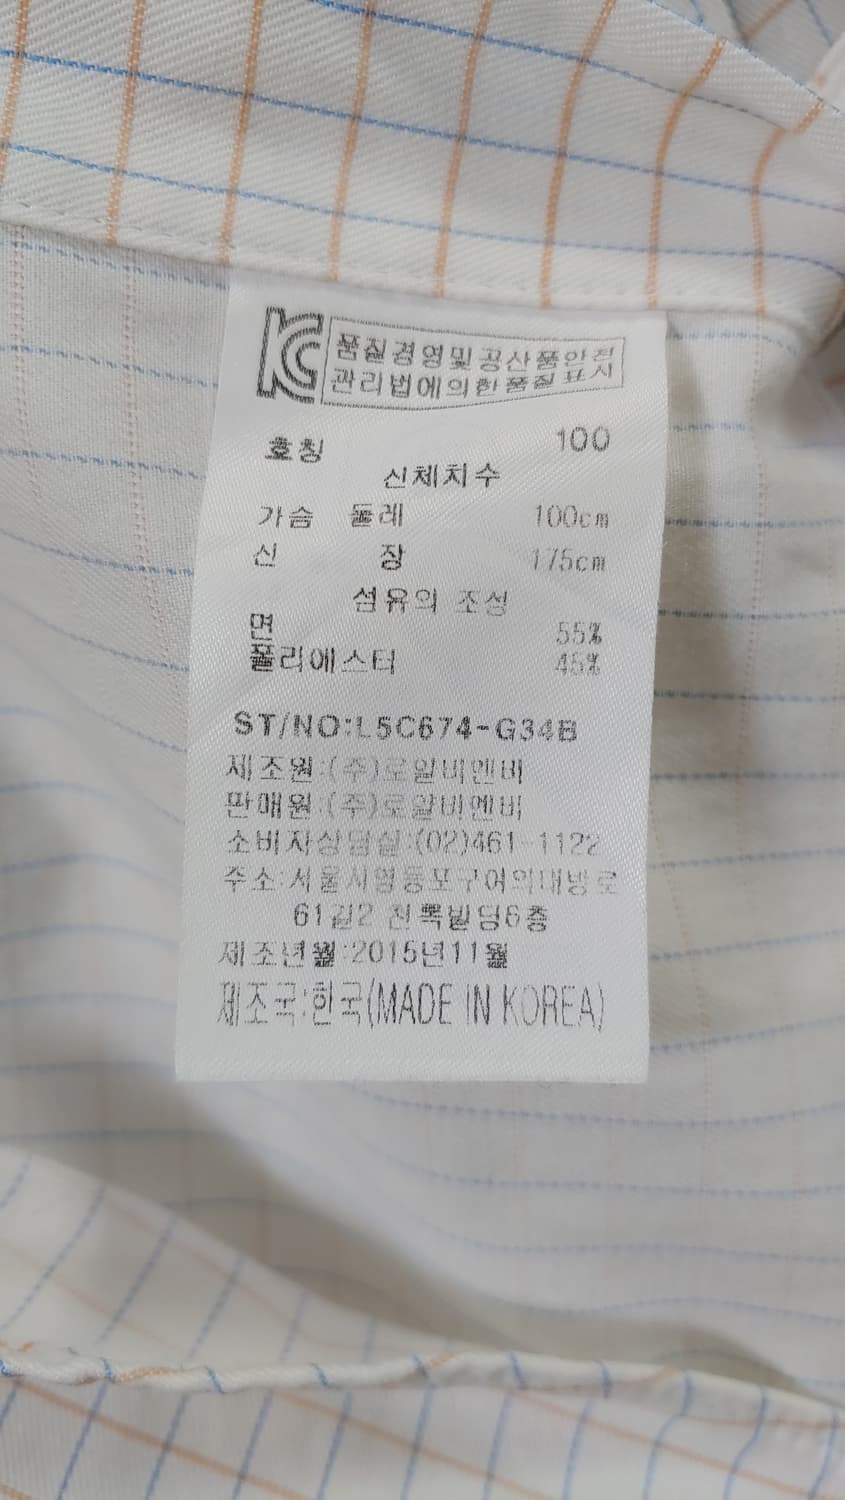 KC 품질경영및공산품안전
관리법에의한품질표시
호칭 100
신체치수
가슴 둘레 100cm
신 장 175cm
섬유의 조성
면 55%
폴리에스터 45%
ST/NO:L5C674-G34B
제조원:(주)로얄비엔비
판매원:(주)로얄비엔비
소비자상담실:(02)461-1122
주소:서울시영등포구여의대방로
61길2 빌딩6층
제조년월:2015년11월
제조국:한국(MADE IN KOREA)